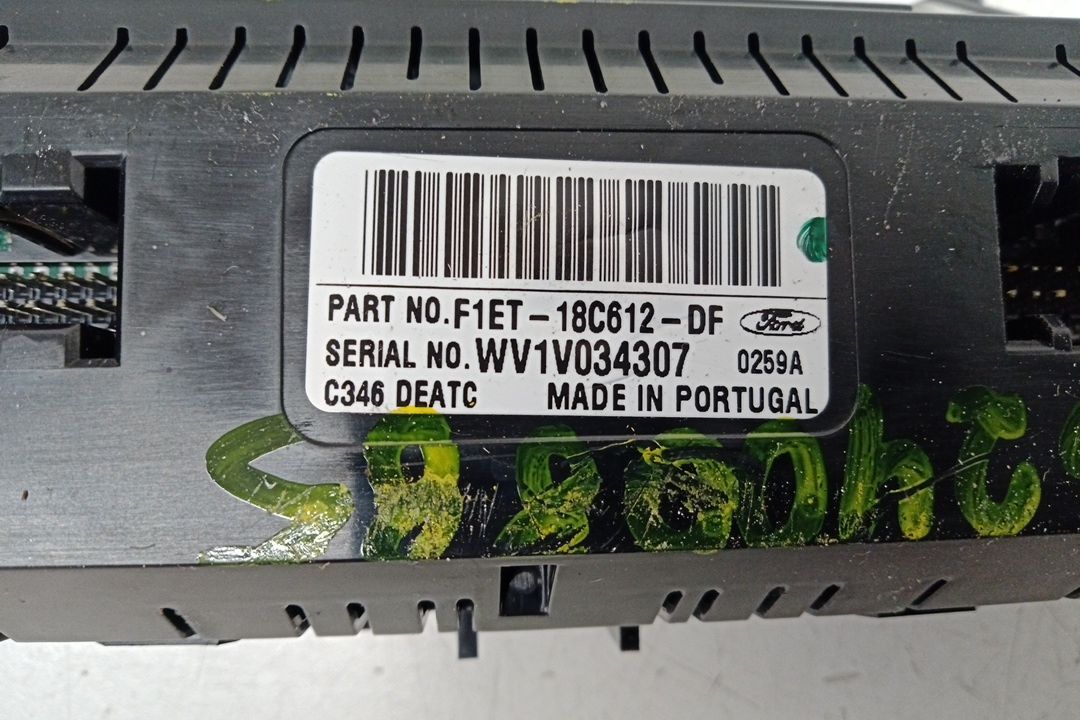 PART NO. F1ET-18C612-DF Ford
SERIAL NO. WV1V034307 0259A
C346 DEATC MADE IN PORTUGAL